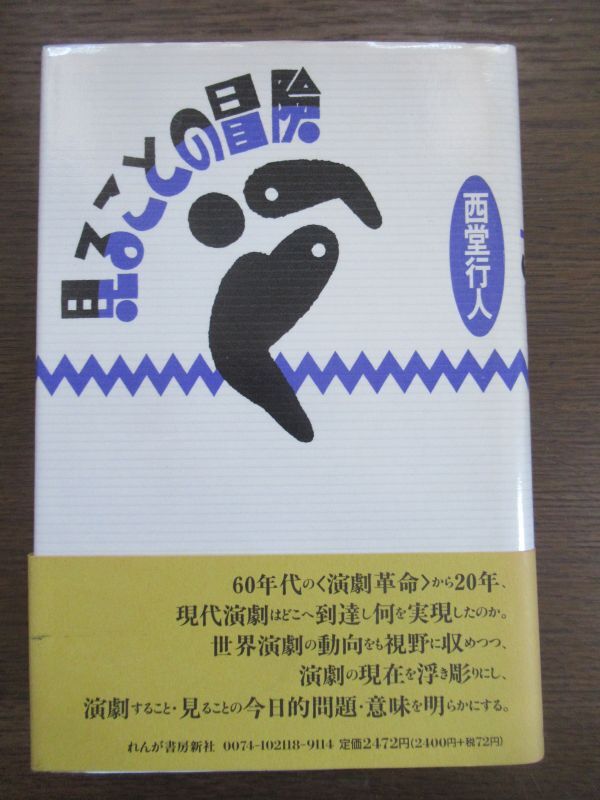 見ることの冒険
西堂行人
60年代の〈演劇革命〉から20年、
現代演劇はどこへ到達し何を実現したのか。
世界演劇の動向をも視野に収めつつ、
演劇の現在を浮き彫りにし、
演劇すること・見ることの今日的問題・意味を明らかにする。
れんが書房新社 0074-102118-9114 定価2472円(2400円+税72円)